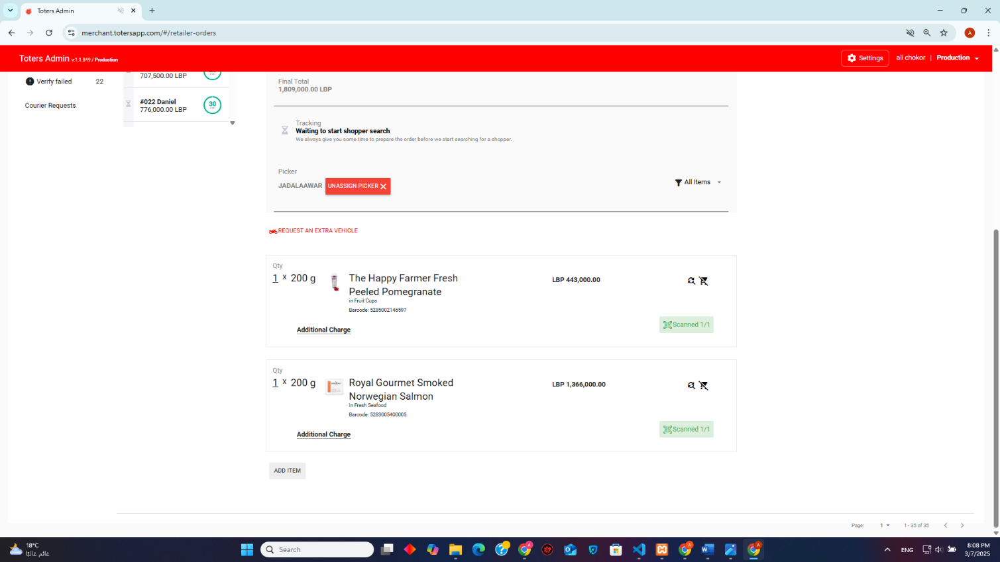 Toters Admin
merchant.totersapp.com/#/retailer-orders
A
Toters Admin v:1.1.849 / Production
Settings
ali chokor | Production
707,500.00 LBP
Verify failed 22
#022 Daniel
776,000.00 LBP
30
Courier Requests
Final Total
1,809,000.00 LBP
Tracking
Waiting to start shopper search
We always give you some time to prepare the order before we start searching for a shopper.
Picker
JADALAAWAR UNASSIGN PICKER
All Items
REQUEST AN EXTRA VEHICLE
Qty
1 x 200 g
The Happy Farmer Fresh
Peeled Pomegranate
in Fruit Cups
Barcode: 5285002146597
LBP 443,000.00
Scanned 1/1
Additional Charge
Qty
1 x 200 g
Royal Gourmet Smoked
Norwegian Salmon
in Fresh Seafood
Barcode: 5283005400005
LBP 1,366,000.00
Scanned 1/1
Additional Charge
ADD ITEM
Page: 1 1 - 35 of 35
18°C
غائم غالبًا
Search
ENG
8:08 PM
3/7/2025